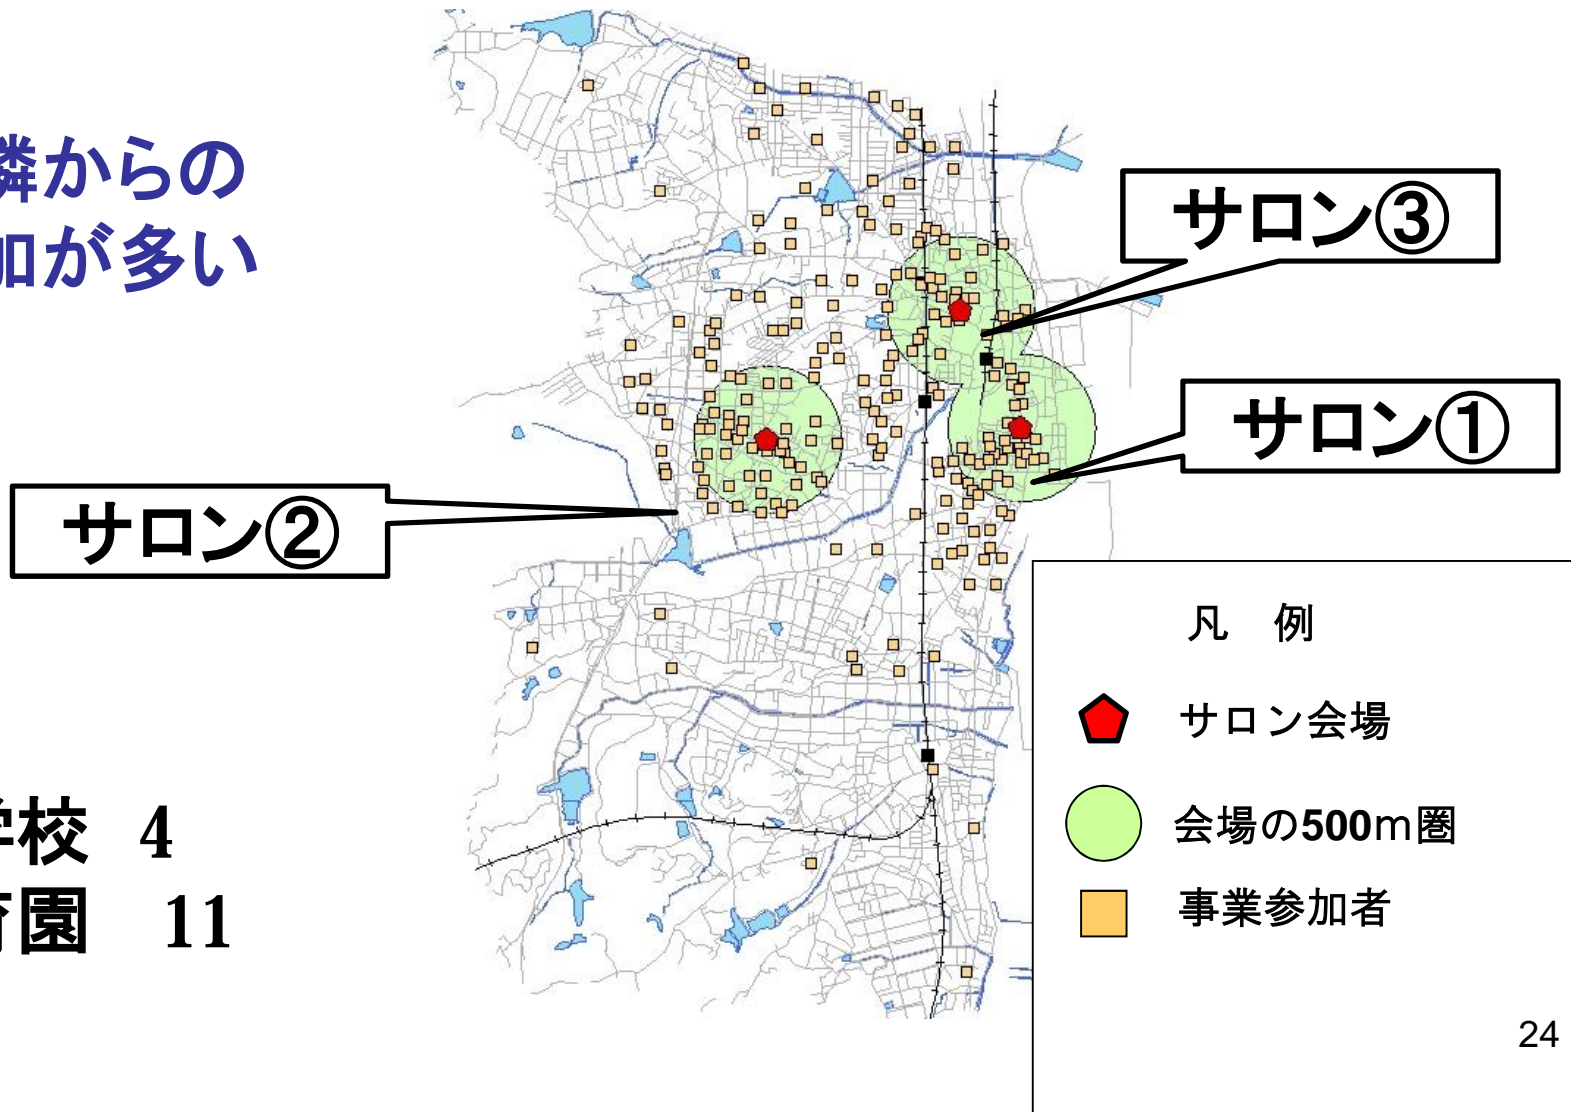 隣からの
加が多い
サロン③
サロン①
サロン②
凡 例
サロン会場
会場の500m圏
事業参加者
学校 4
育園 11
24